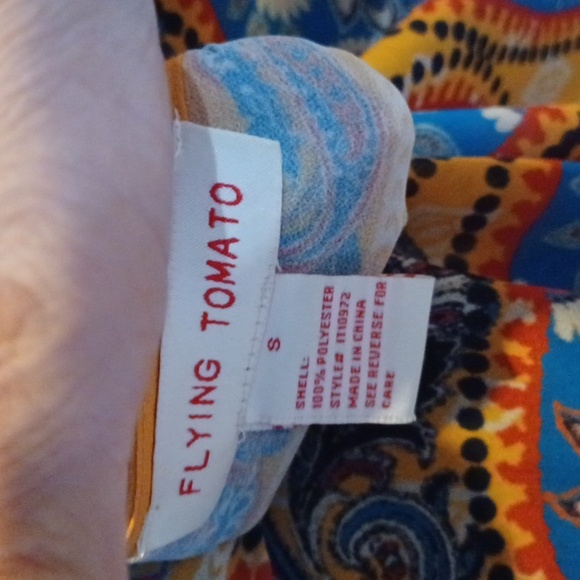 FLYING TOMATO
S
SHELL:
100% POLYESTER
STYLE# IT10972
MADE IN CHINA
SEE REVERSE FOR
CARE